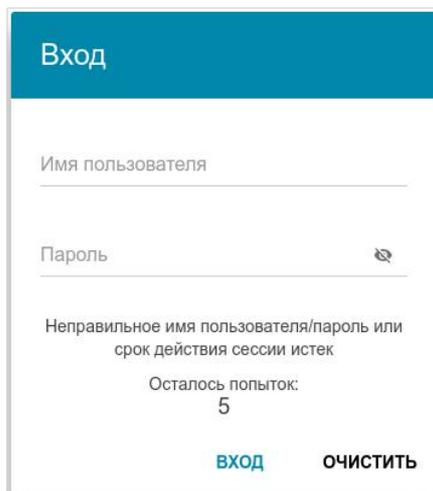 Вход
Имя пользователя
Пароль
Неправильное имя пользователя/пароль или
срок действия сессии истек
Осталось попыток:
5
ВХОД ОЧИСТИТЬ